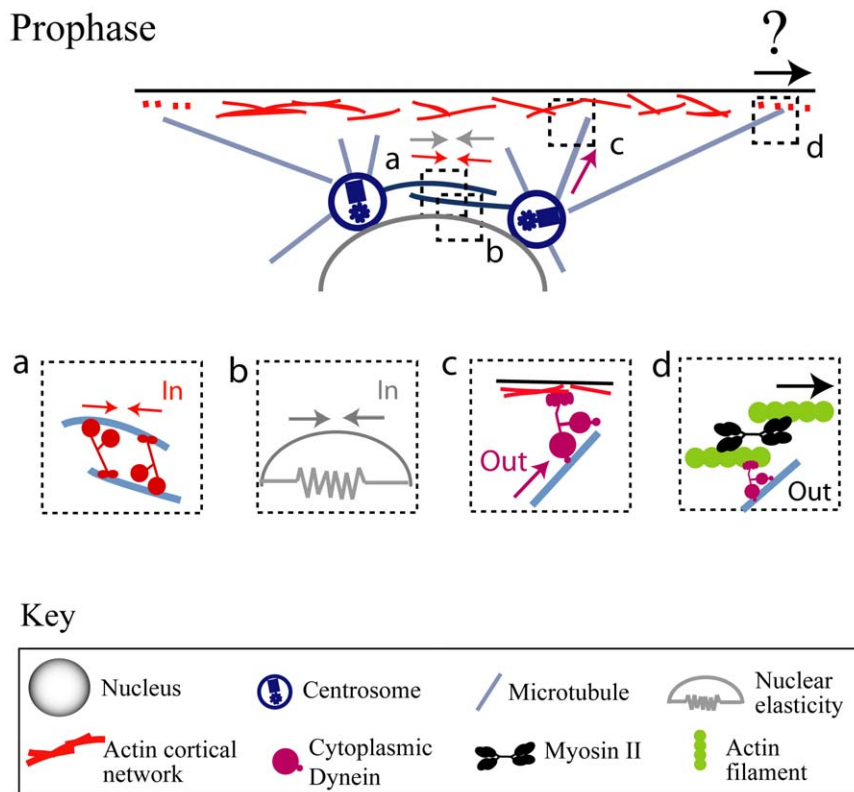 Prophase
?
a
c
d
b
a
In
b
In
c
Out
d
Out
Key
Nucleus
Centrosome
Microtubule
Nuclear
elasticity
Actin cortical
network
Cytoplasmic
Dynein
Myosin II
Actin
filament